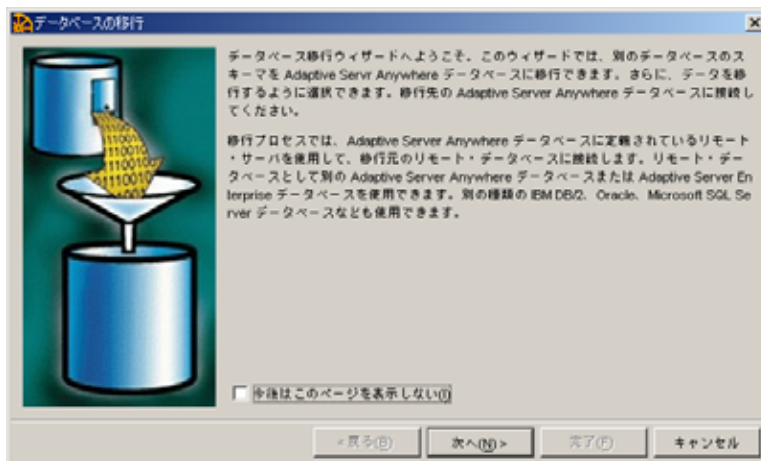 データベースの移行
データベース移行ウィザードへようこそ。このウィザードでは、別のデータベースのス
キーマを Adaptive Servr Anywhere データベースに移行できます。さらに、データを移
行するように選択できます。移行先の Adaptive Server Anywhere データベースに接続し
てください。
移行プロセスでは、Adaptive Server Anywhere データベースに定義されているリモート
・サーバを使用して、移行元のリモート・データベースに接続します。リモート・デー
タベースとして別の Adaptive Server Anywhere データベースまたは Adaptive Server En
terprise データベースを使用できます。別の種類の IBM DB/2、Oracle、Microsoft SQL Se
rver データベースなども使用できます。
今後はこのページを表示しない(I)
< 戻る(B) 次へ(N) > 完了(F) キャンセル